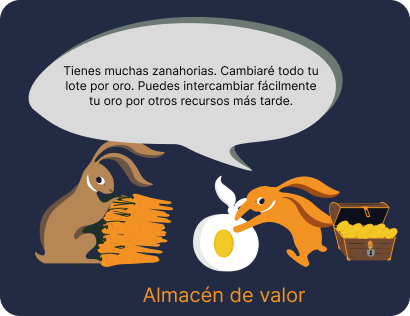 Tienes muchas zanahorias. Cambiaré todo tu
lote por oro. Puedes intercambiar fácilmente
tu oro por otros recursos más tarde.
Almacén de valor